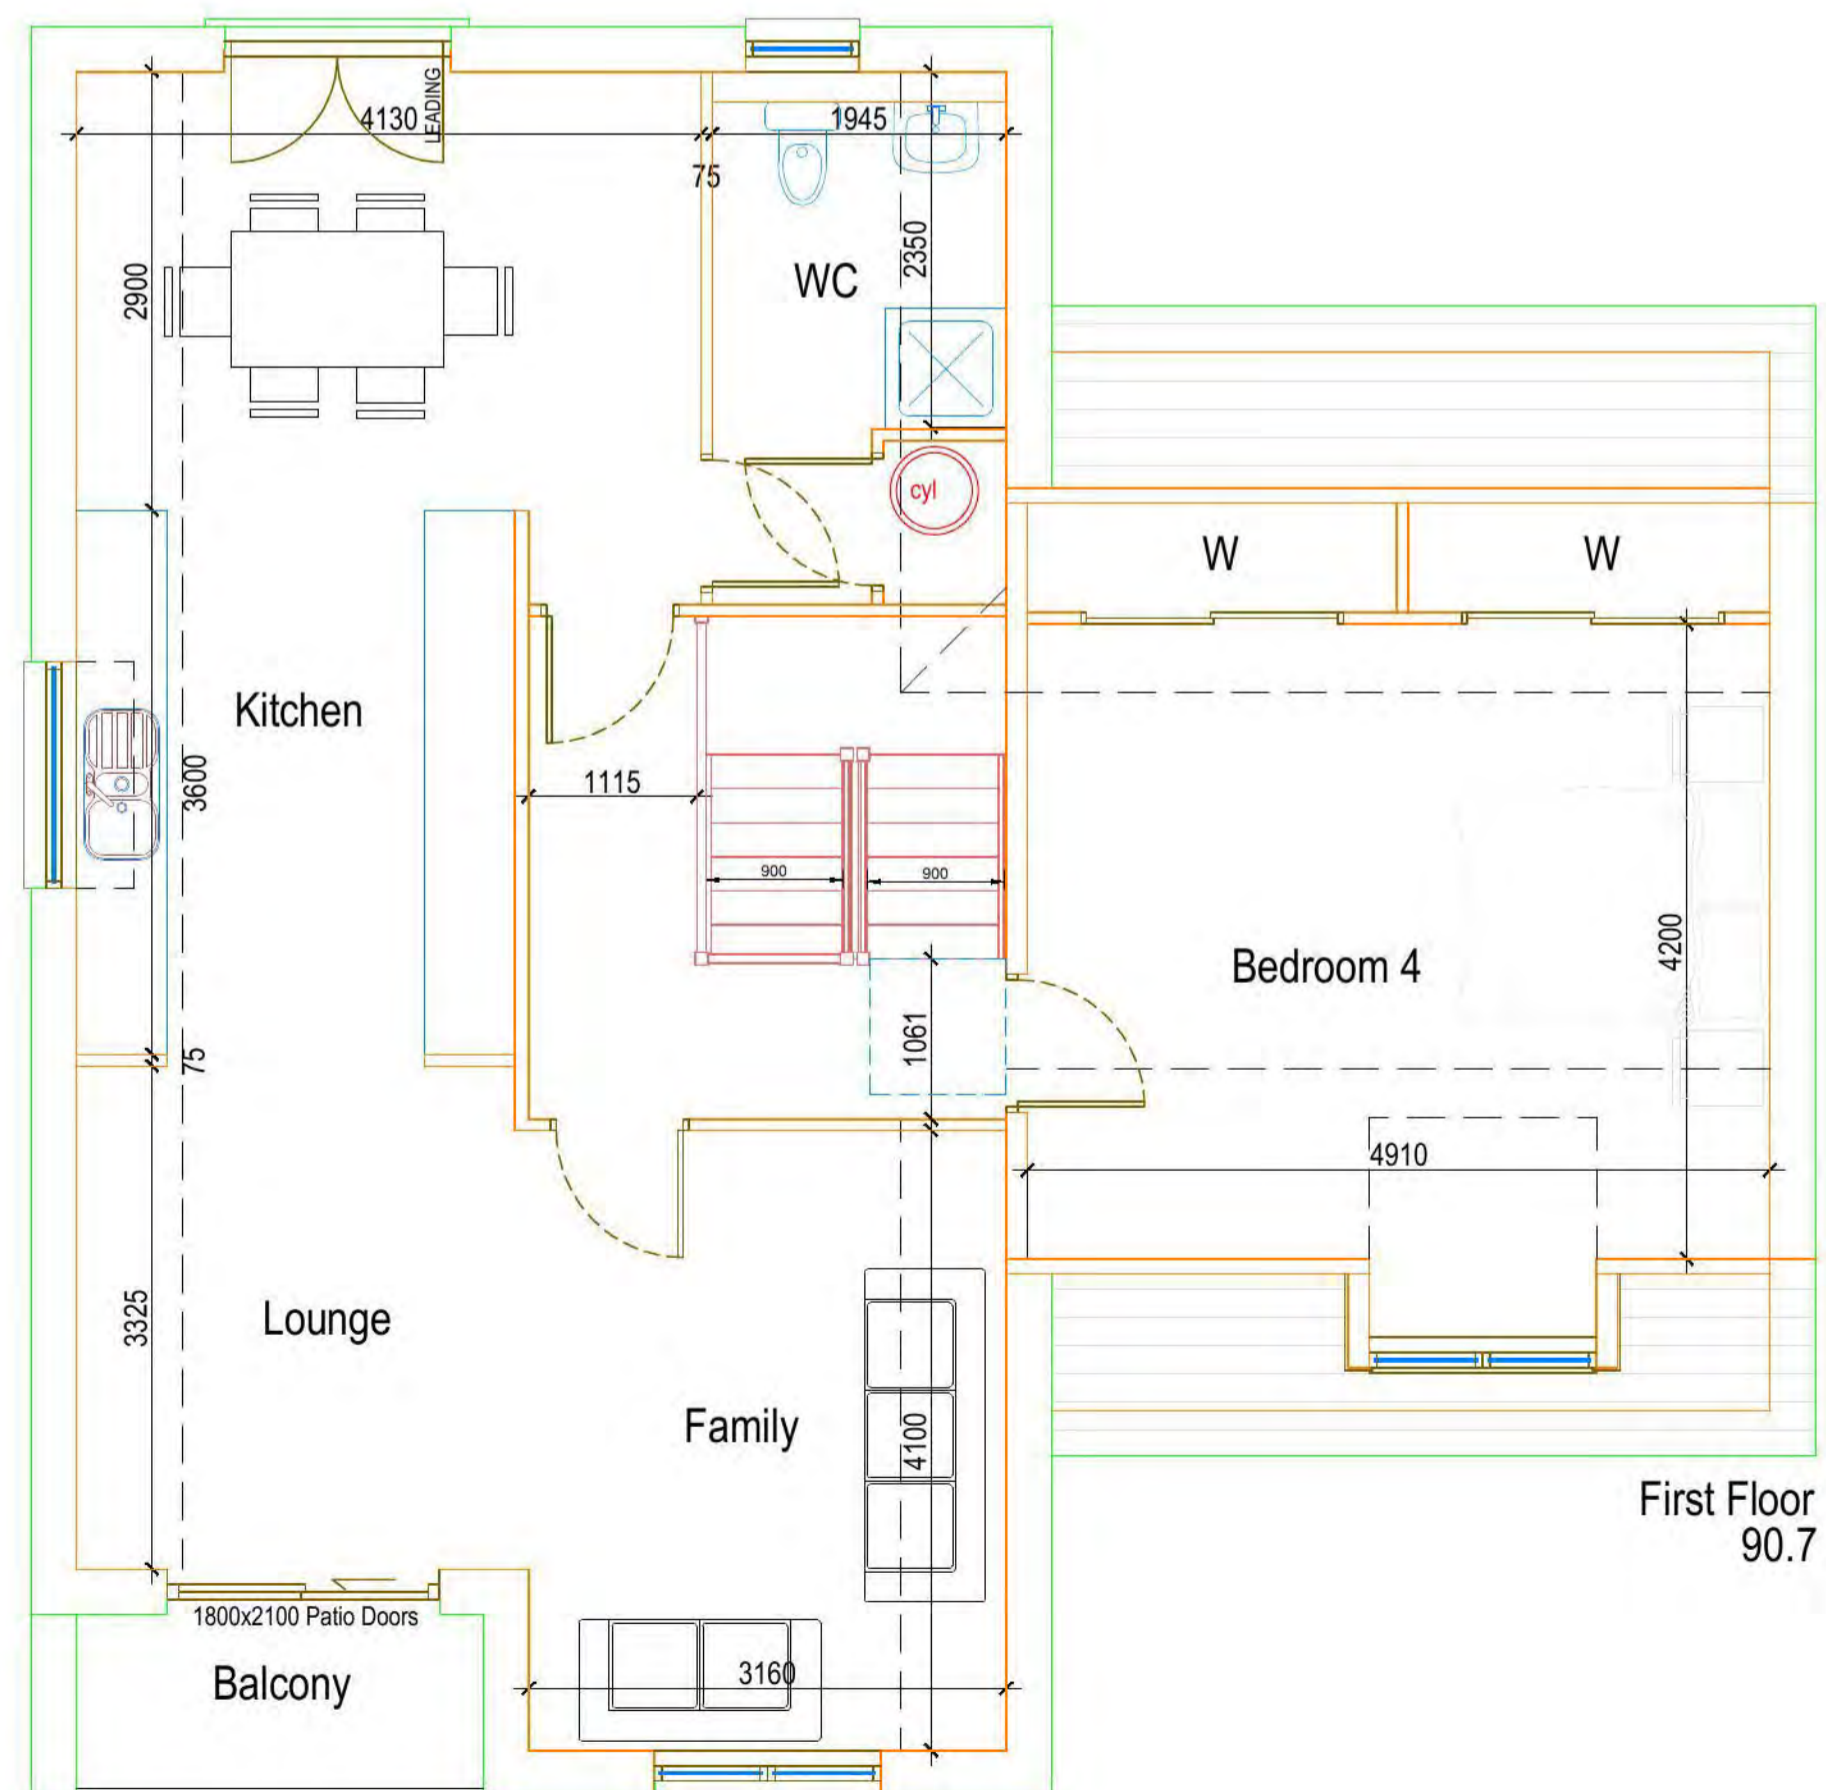 LEADING
4130
1945
75
2350
2900
WC
cyl
W
W
Kitchen
3600
1115
900
900
4200
Bedroom 4
1061
75
4910
Lounge
3325
Family
4100
First Floor
90.7
1800x2100 Patio Doors
Balcony
3160